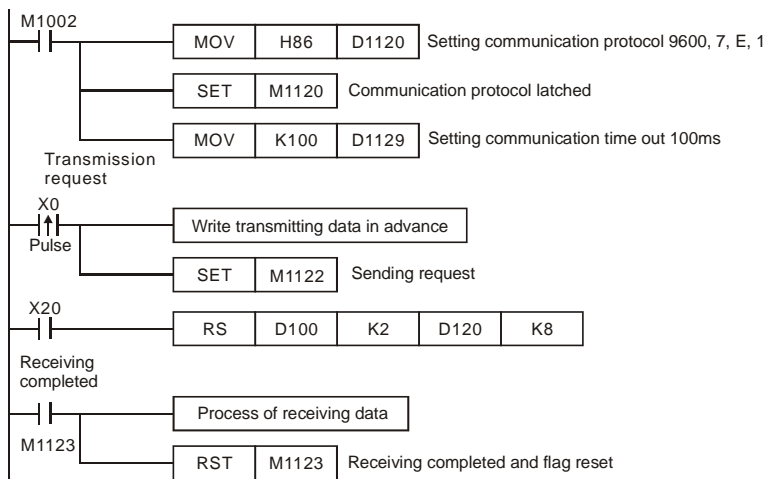 M1002
MOV H86 D1120 Setting communication protocol 9600, 7, E, 1
SET M1120 Communication protocol latched
MOV K100 D1129 Setting communication time out 100ms
Transmission
request
X0
Pulse
Write transmitting data in advance
SET M1122 Sending request
X20
RS D100 K2 D120 K8
Receiving
completed
Process of receiving data
M1123
RST M1123 Receiving completed and flag reset